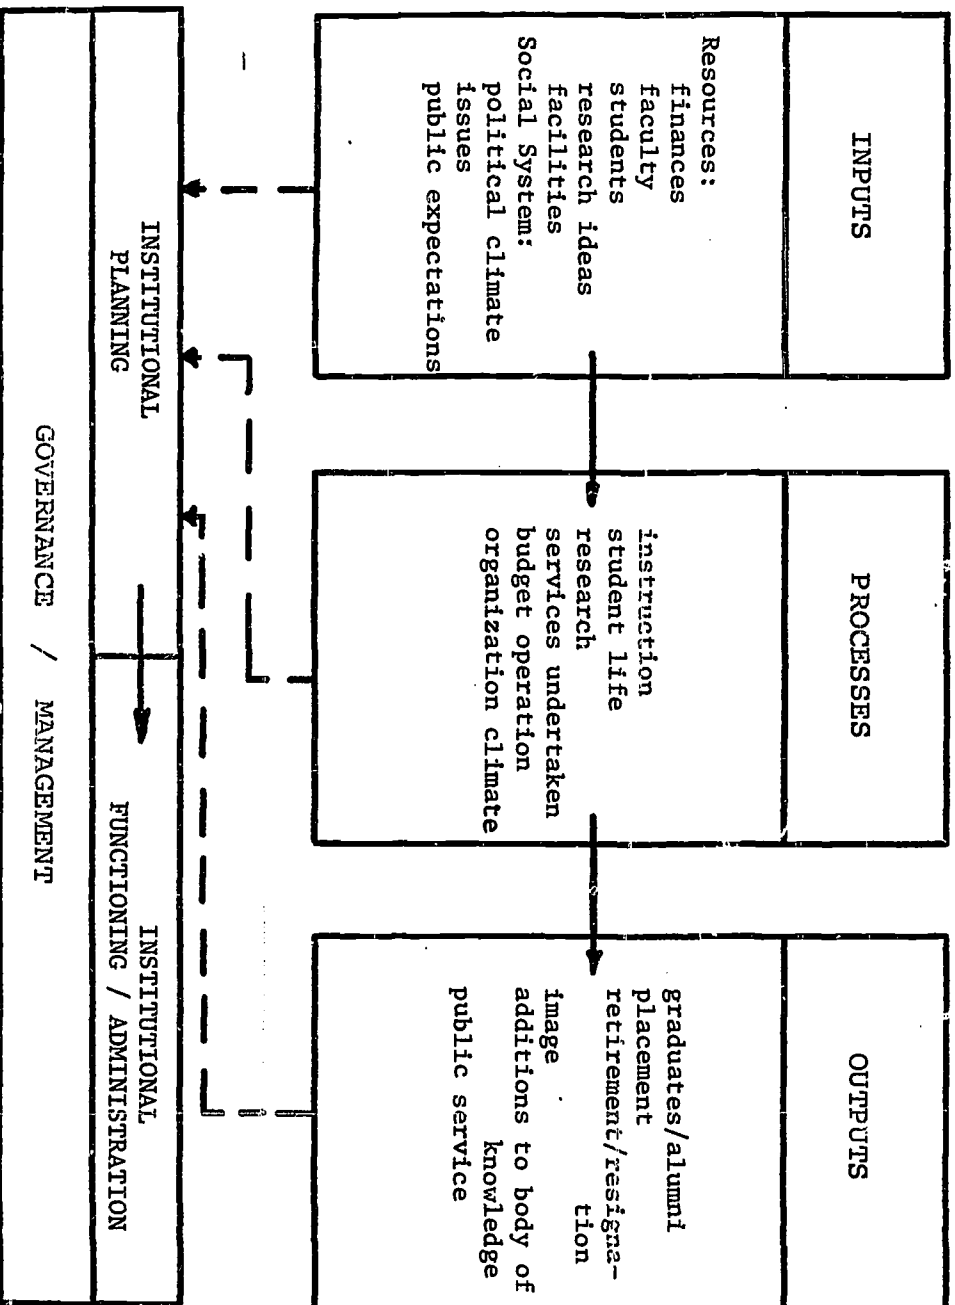 INPUTS
Resources:
finances
faculty
students
research ideas
facilities
Social System:
political climate
issues
public expectations
PROCESSES
instruction
student life
research
services undertaken
budget operation
organization climate
OUTPUTS
graduates/alumni
placement
retirement/resigna-
tion
image
additions to body of
knowledge
public service
INSTITUTIONAL
PLANNING
INSTITUTIONAL
FUNCTIONING / ADMINISTRATION
GOVERNANCE / MANAGEMENT